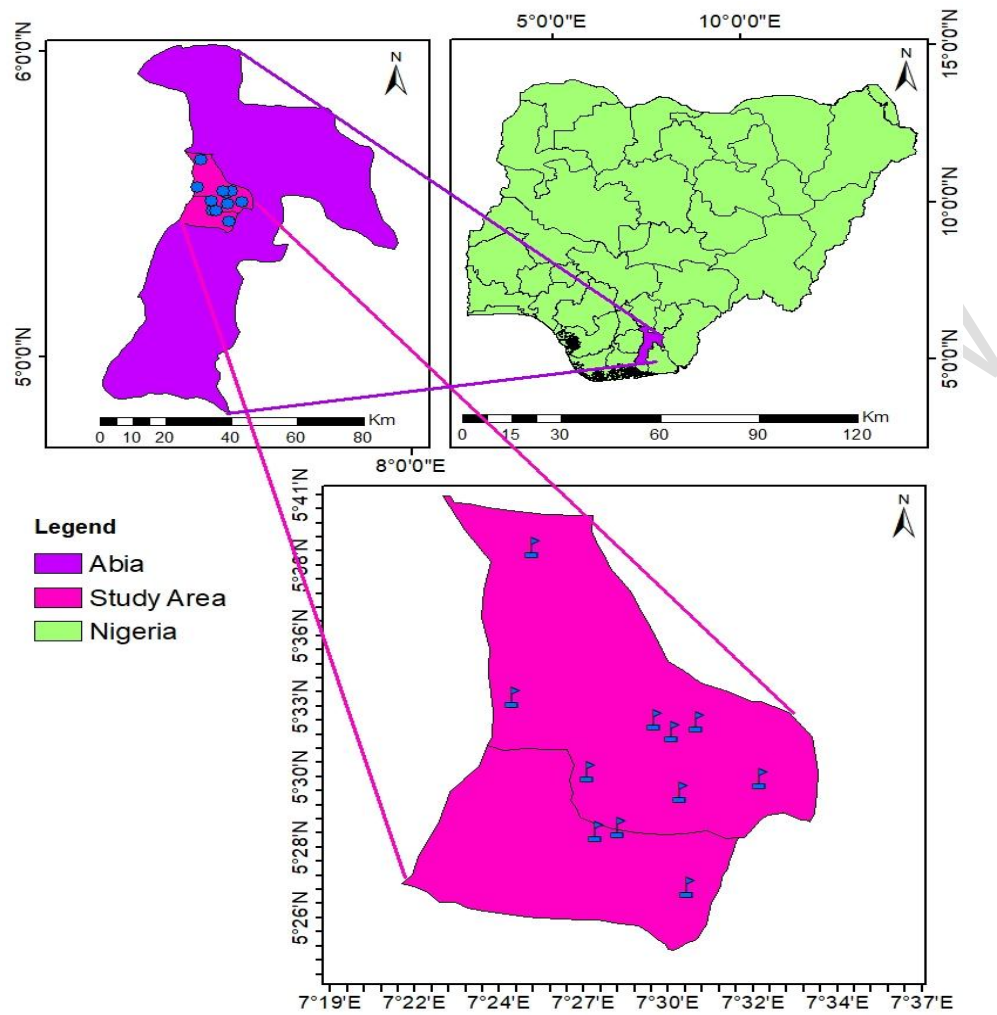 5°0'0"E 10°0'0"E
6°0'0"N
5°0'0"N
N
Km
0 10 20 40 60 80
8°0'0"E
N
15°0'0"N
10°0'0"N
5°0'0"N
Km
0 15 30 60 90 120
Legend
Abia
Study Area
Nigeria
N
5°41'N
5°38'N
5°36'N
5°33'N
5°30'N
5°28'N
5°26'N
7°19'E 7°22'E 7°24'E 7°27'E 7°30'E 7°32'E 7°34'E 7°37'E